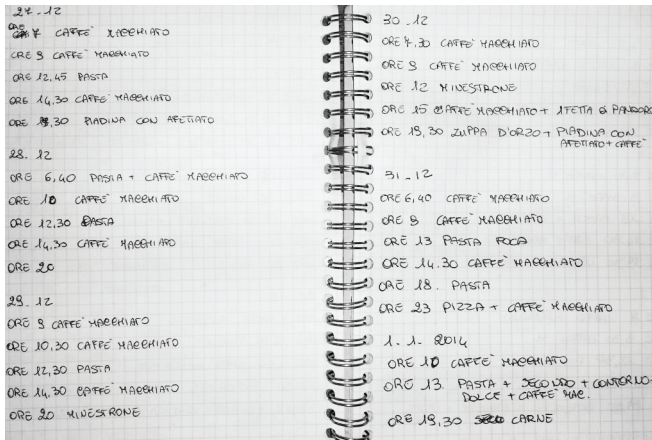 27.12
ORE 7 CAFFE' MACCHIATO
ORE 9 CAFFE' MACCHIATO
ORE 12,45 PASTA
ORE 14,30 CAFFE' MACCHIATO
ORE 19,30 PIADINA CON AFFETTATO
28.12
ORE 6,40 PASTA + CAFFE' MACCHIATO
ORE 10 CAFFE' MACCHIATO
ORE 12,30 PASTA
ORE 14,30 CAFFE' MACCHIATO
ORE 20
29.12
ORE 9 CAFFE' MACCHIATO
ORE 10,30 CAFFE' MACCHIATO
ORE 12,30 PASTA
ORE 14,30 CAFFE' MACCHIATO
ORE 20 MINESTRONE
30.12
ORE 7,30 CAFFE' MACCHIATO
ORE 9 CAFFE' MACCHIATO
ORE 12 MINESTRONE
ORE 15 CAFFE' MACCHIATO + 1 FETTA DI PANDORO
ORE 19,30 ZUPPA D'ORZO + PIADINA CON
AFFETTATO + CAFFE'
31.12
ORE 6,40 CAFFE' MACCHIATO
ORE 9 CAFFE' MACCHIATO
ORE 13 PASTA POCA
ORE 14.30 CAFFE' MACCHIATO
ORE 18. PASTA
ORE 23 PIZZA + CAFFE' MACCHIATO
1.1.2014
ORE 10 CAFFE' MACCHIATO
ORE 13. PASTA + SECONDO + CONTORNO
DOLCE + CAFFE' MAC.
ORE 19,30 CARNE